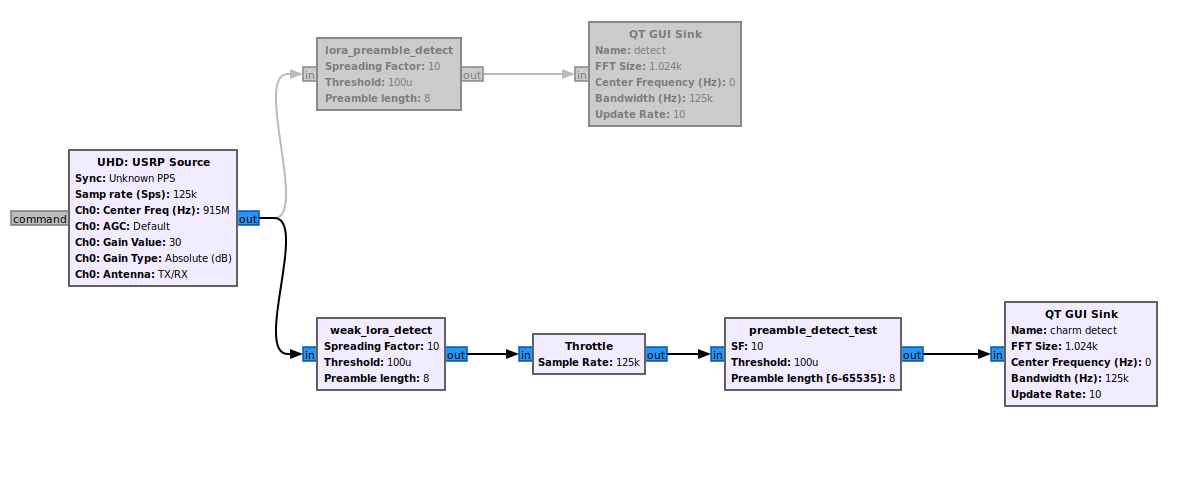 lora_preamble_detect
Spreading Factor: 10
Threshold: 100u
Preamble length: 8
in
out
QT GUI Sink
Name: detect
FFT Size: 1.024k
Center Frequency (Hz): 0
Bandwidth (Hz): 125k
Update Rate: 10
in
UHD: USRP Source
Sync: Unknown PPS
Samp rate (Sps): 125k
Ch0: Center Freq (Hz): 915M
Ch0: AGC: Default
Ch0: Gain Value: 30
Ch0: Gain Type: Absolute (dB)
Ch0: Antenna: TX/RX
command
out
weak_lora_detect
Spreading Factor: 10
Threshold: 100u
Preamble length: 8
in
out
Throttle
Sample Rate: 125k
in
out
preamble_detect_test
SF: 10
Threshold: 100u
Preamble length [6-65535]: 8
in
out
QT GUI Sink
Name: charm detect
FFT Size: 1.024k
Center Frequency (Hz): 0
Bandwidth (Hz): 125k
Update Rate: 10
in